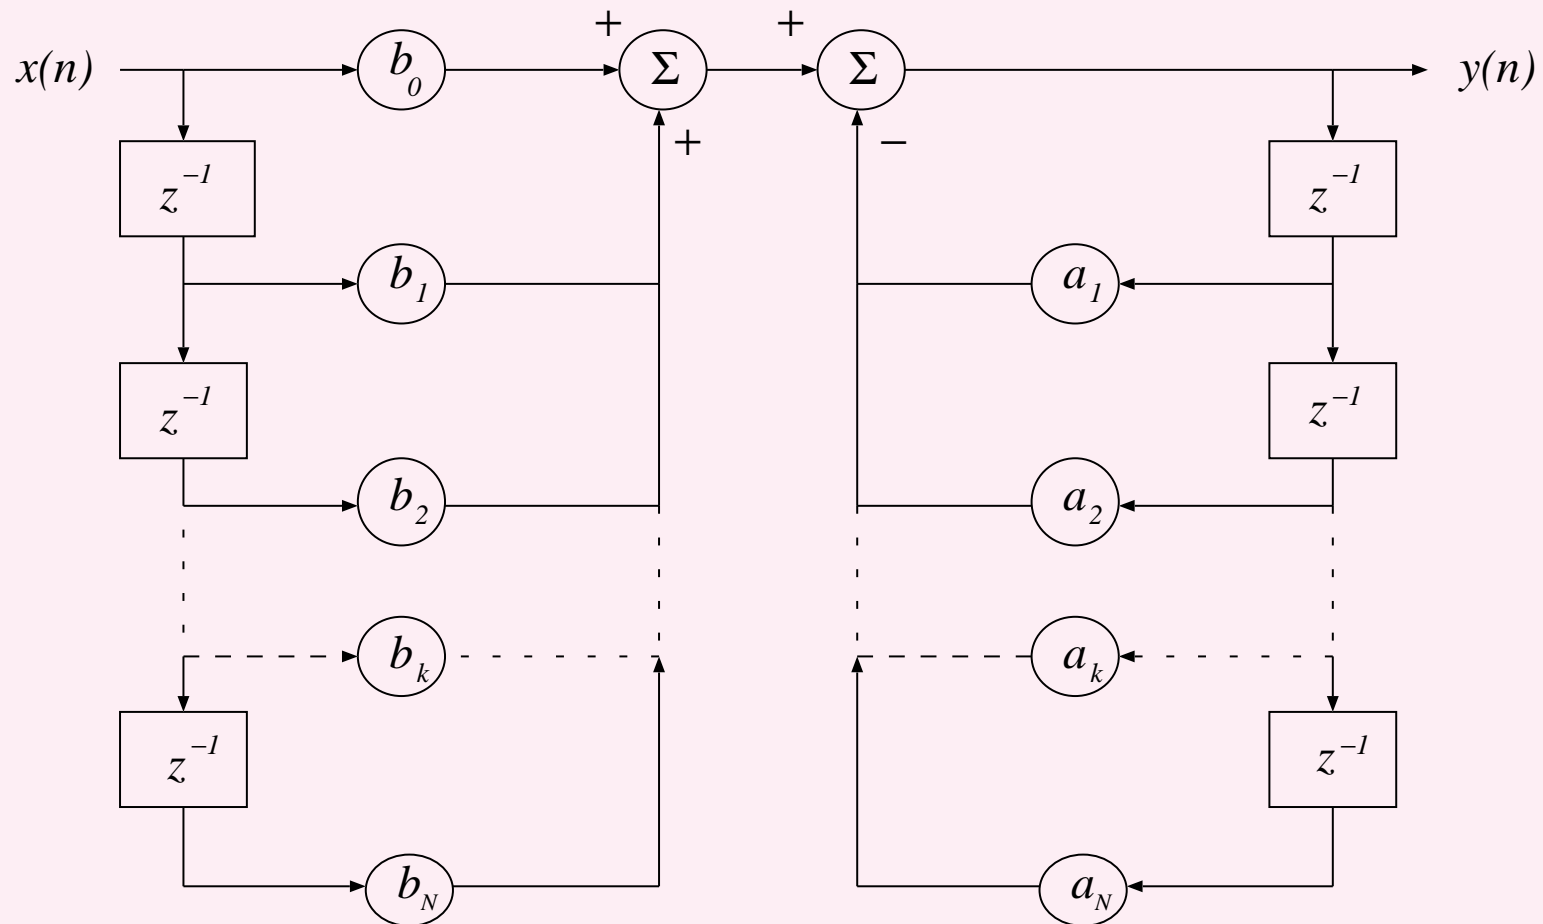 + +
x(n) b0 Σ Σ y(n)
+ −
z−1 z−1
b1 a1
z−1 z−1
b2 a2
bk ak
z−1 z−1
bN aN